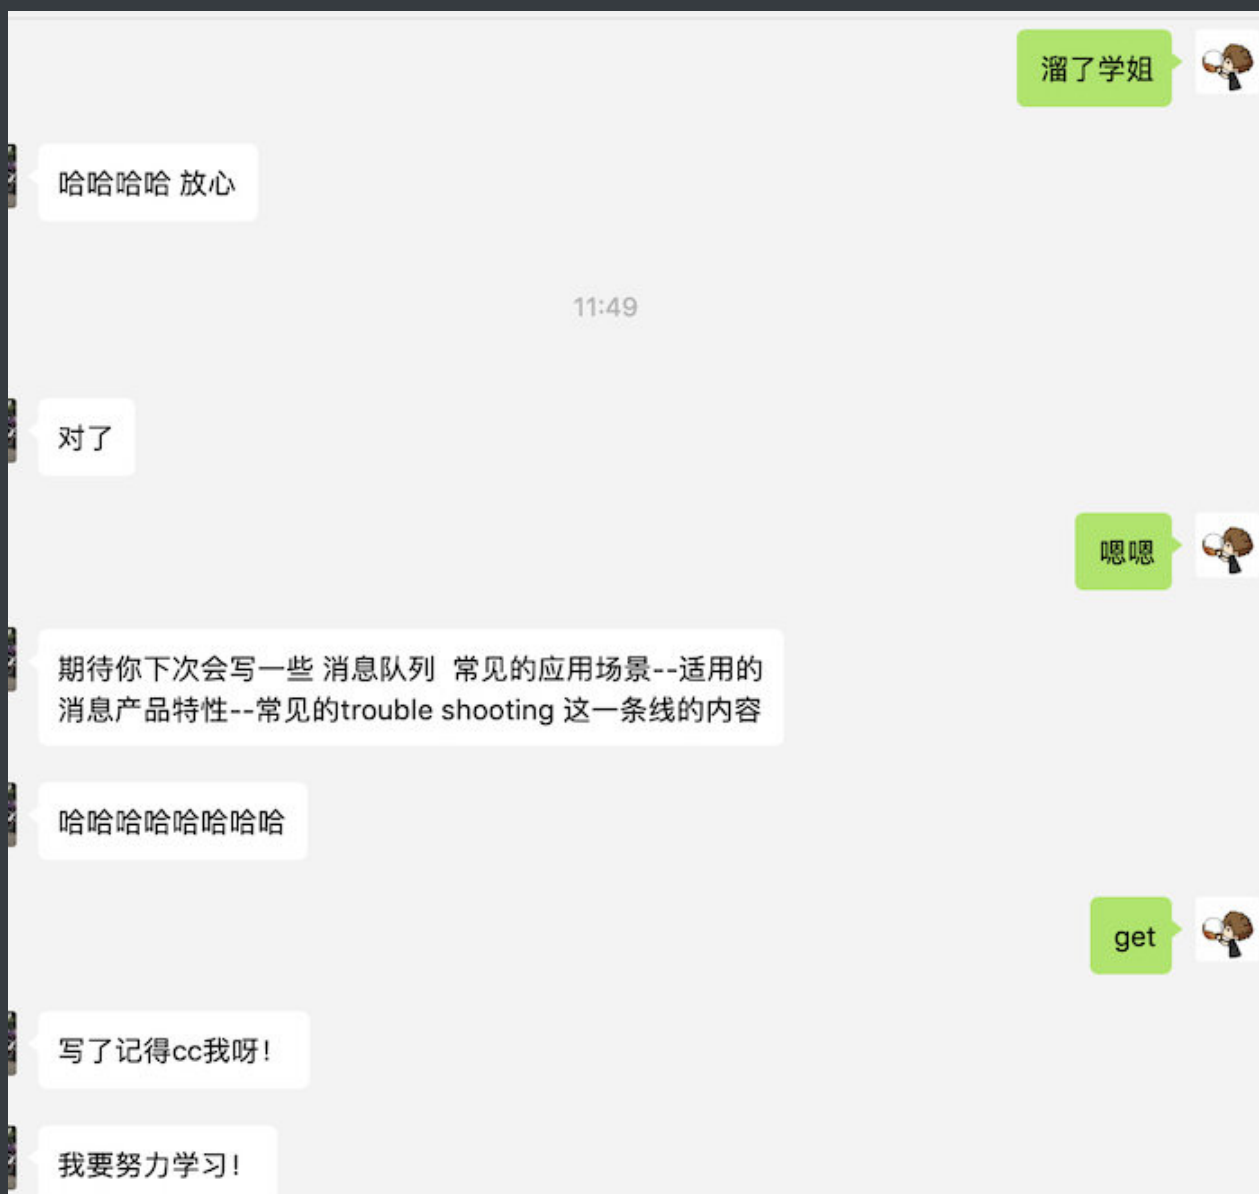 溜了学姐
哈哈哈哈 放心
11:49
对了
嗯嗯
期待你下次会写一些 消息队列  常见的应用场景--适用的
消息产品特性--常见的trouble shooting 这一条线的内容
哈哈哈哈哈哈哈哈
get
写了记得cc我呀！
我要努力学习！